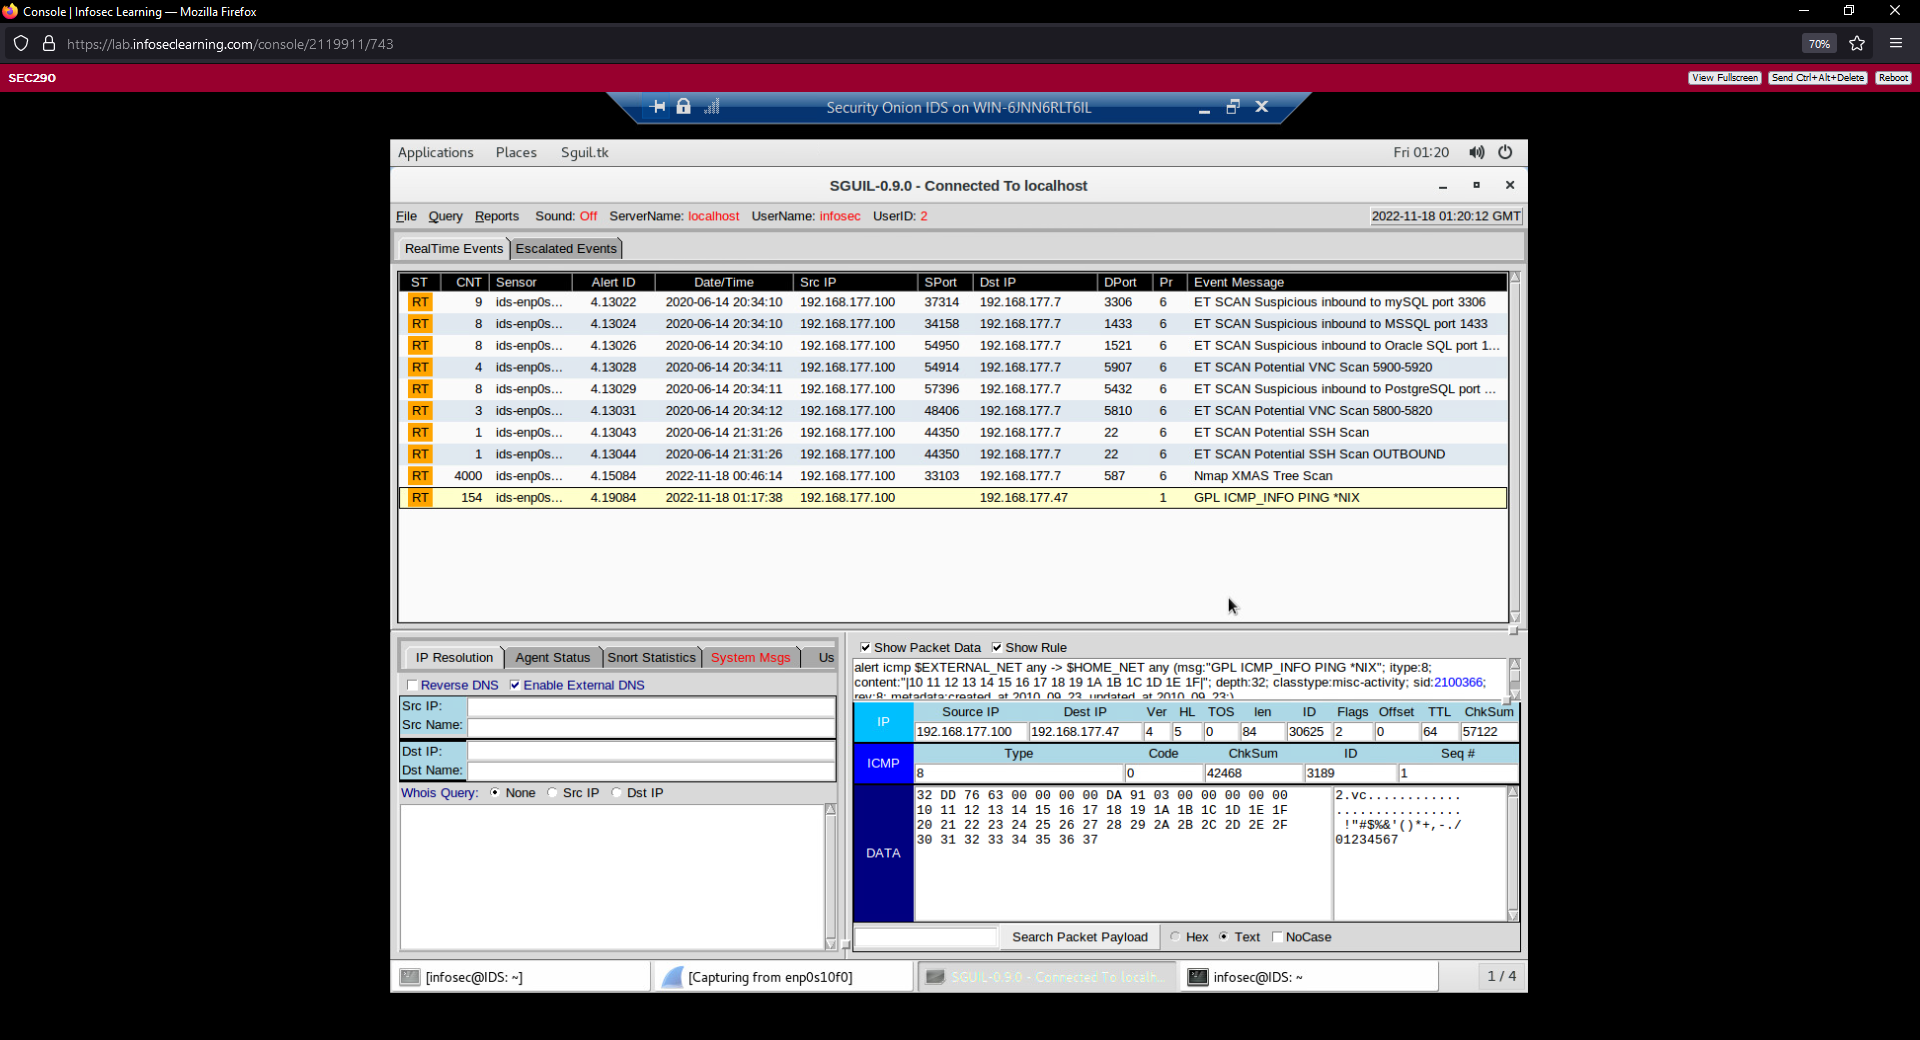 Console | Infosec Learning — Mozilla Firefox
https://lab.infoseclearning.com/console/2119911/743
70%
SEC290
View Fullscreen Send Ctrl+Alt+Delete Reboot
Security Onion IDS on WIN-6JNN6RLT6IL
Applications Places Sguil.tk Fri 01:20
SGUIL-0.9.0 - Connected To localhost
File Query Reports Sound: Off ServerName: localhost UserName: infosec UserID: 2 2022-11-18 01:20:12 GMT
RealTime Events Escalated Events
ST CNT Sensor Alert ID Date/Time Src IP SPort Dst IP DPort Pr Event Message
RT 9 ids-enp0s... 4.13022 2020-06-14 20:34:10 192.168.177.100 37314 192.168.177.7 3306 6 ET SCAN Suspicious inbound to mySQL port 3306
RT 8 ids-enp0s... 4.13024 2020-06-14 20:34:10 192.168.177.100 34158 192.168.177.7 1433 6 ET SCAN Suspicious inbound to MSSQL port 1433
RT 8 ids-enp0s... 4.13026 2020-06-14 20:34:10 192.168.177.100 54950 192.168.177.7 1521 6 ET SCAN Suspicious inbound to Oracle SQL port 1...
RT 4 ids-enp0s... 4.13028 2020-06-14 20:34:11 192.168.177.100 54914 192.168.177.7 5907 6 ET SCAN Potential VNC Scan 5900-5920
RT 8 ids-enp0s... 4.13029 2020-06-14 20:34:11 192.168.177.100 57396 192.168.177.7 5432 6 ET SCAN Suspicious inbound to PostgreSQL port ...
RT 3 ids-enp0s... 4.13031 2020-06-14 20:34:12 192.168.177.100 48406 192.168.177.7 5810 6 ET SCAN Potential VNC Scan 5800-5820
RT 1 ids-enp0s... 4.13043 2020-06-14 21:31:26 192.168.177.100 44350 192.168.177.7 22 6 ET SCAN Potential SSH Scan
RT 1 ids-enp0s... 4.13044 2020-06-14 21:31:26 192.168.177.100 44350 192.168.177.7 22 6 ET SCAN Potential SSH Scan OUTBOUND
RT 4000 ids-enp0s... 4.15084 2022-11-18 00:46:14 192.168.177.100 33103 192.168.177.7 587 6 Nmap XMAS Tree Scan
RT 154 ids-enp0s... 4.19084 2022-11-18 01:17:38 192.168.177.100 192.168.177.47 1 GPL ICMP_INFO PING *NIX
IP Resolution Agent Status Snort Statistics System Msgs Us
Reverse DNS Enable External DNS
Src IP:
Src Name:
Dst IP:
Dst Name:
Whois Query: None Src IP Dst IP
Show Packet Data Show Rule
alert icmp $EXTERNAL_NET any -> $HOME_NET any (msg:"GPL ICMP_INFO PING *NIX"; itype:8;
content:"|10 11 12 13 14 15 16 17 18 19 1A 1B 1C 1D 1E 1F|"; depth:32; classtype:misc-activity; sid:2100366;
rev:8; metadata:created_at 2010_09_23, updated_at 2010_09_23;)
IP Source IP Dest IP Ver HL TOS len ID Flags Offset TTL ChkSum
192.168.177.100 192.168.177.47 4 5 0 84 30625 2 0 64 57122
ICMP Type Code ChkSum ID Seq #
8 0 42468 3189 1
DATA
32 DD 76 63 00 00 00 00 DA 91 03 00 00 00 00 00 2.vc............
10 11 12 13 14 15 16 17 18 19 1A 1B 1C 1D 1E 1F ................
20 21 22 23 24 25 26 27 28 29 2A 2B 2C 2D 2E 2F !"#$%&'()*+,-./
30 31 32 33 34 35 36 37 01234567
Search Packet Payload Hex Text NoCase
[infosec@IDS: ~] [Capturing from enp0s10f0] SGUIL-0.9.0 - Connected To localh... infosec@IDS: ~ 1 / 4